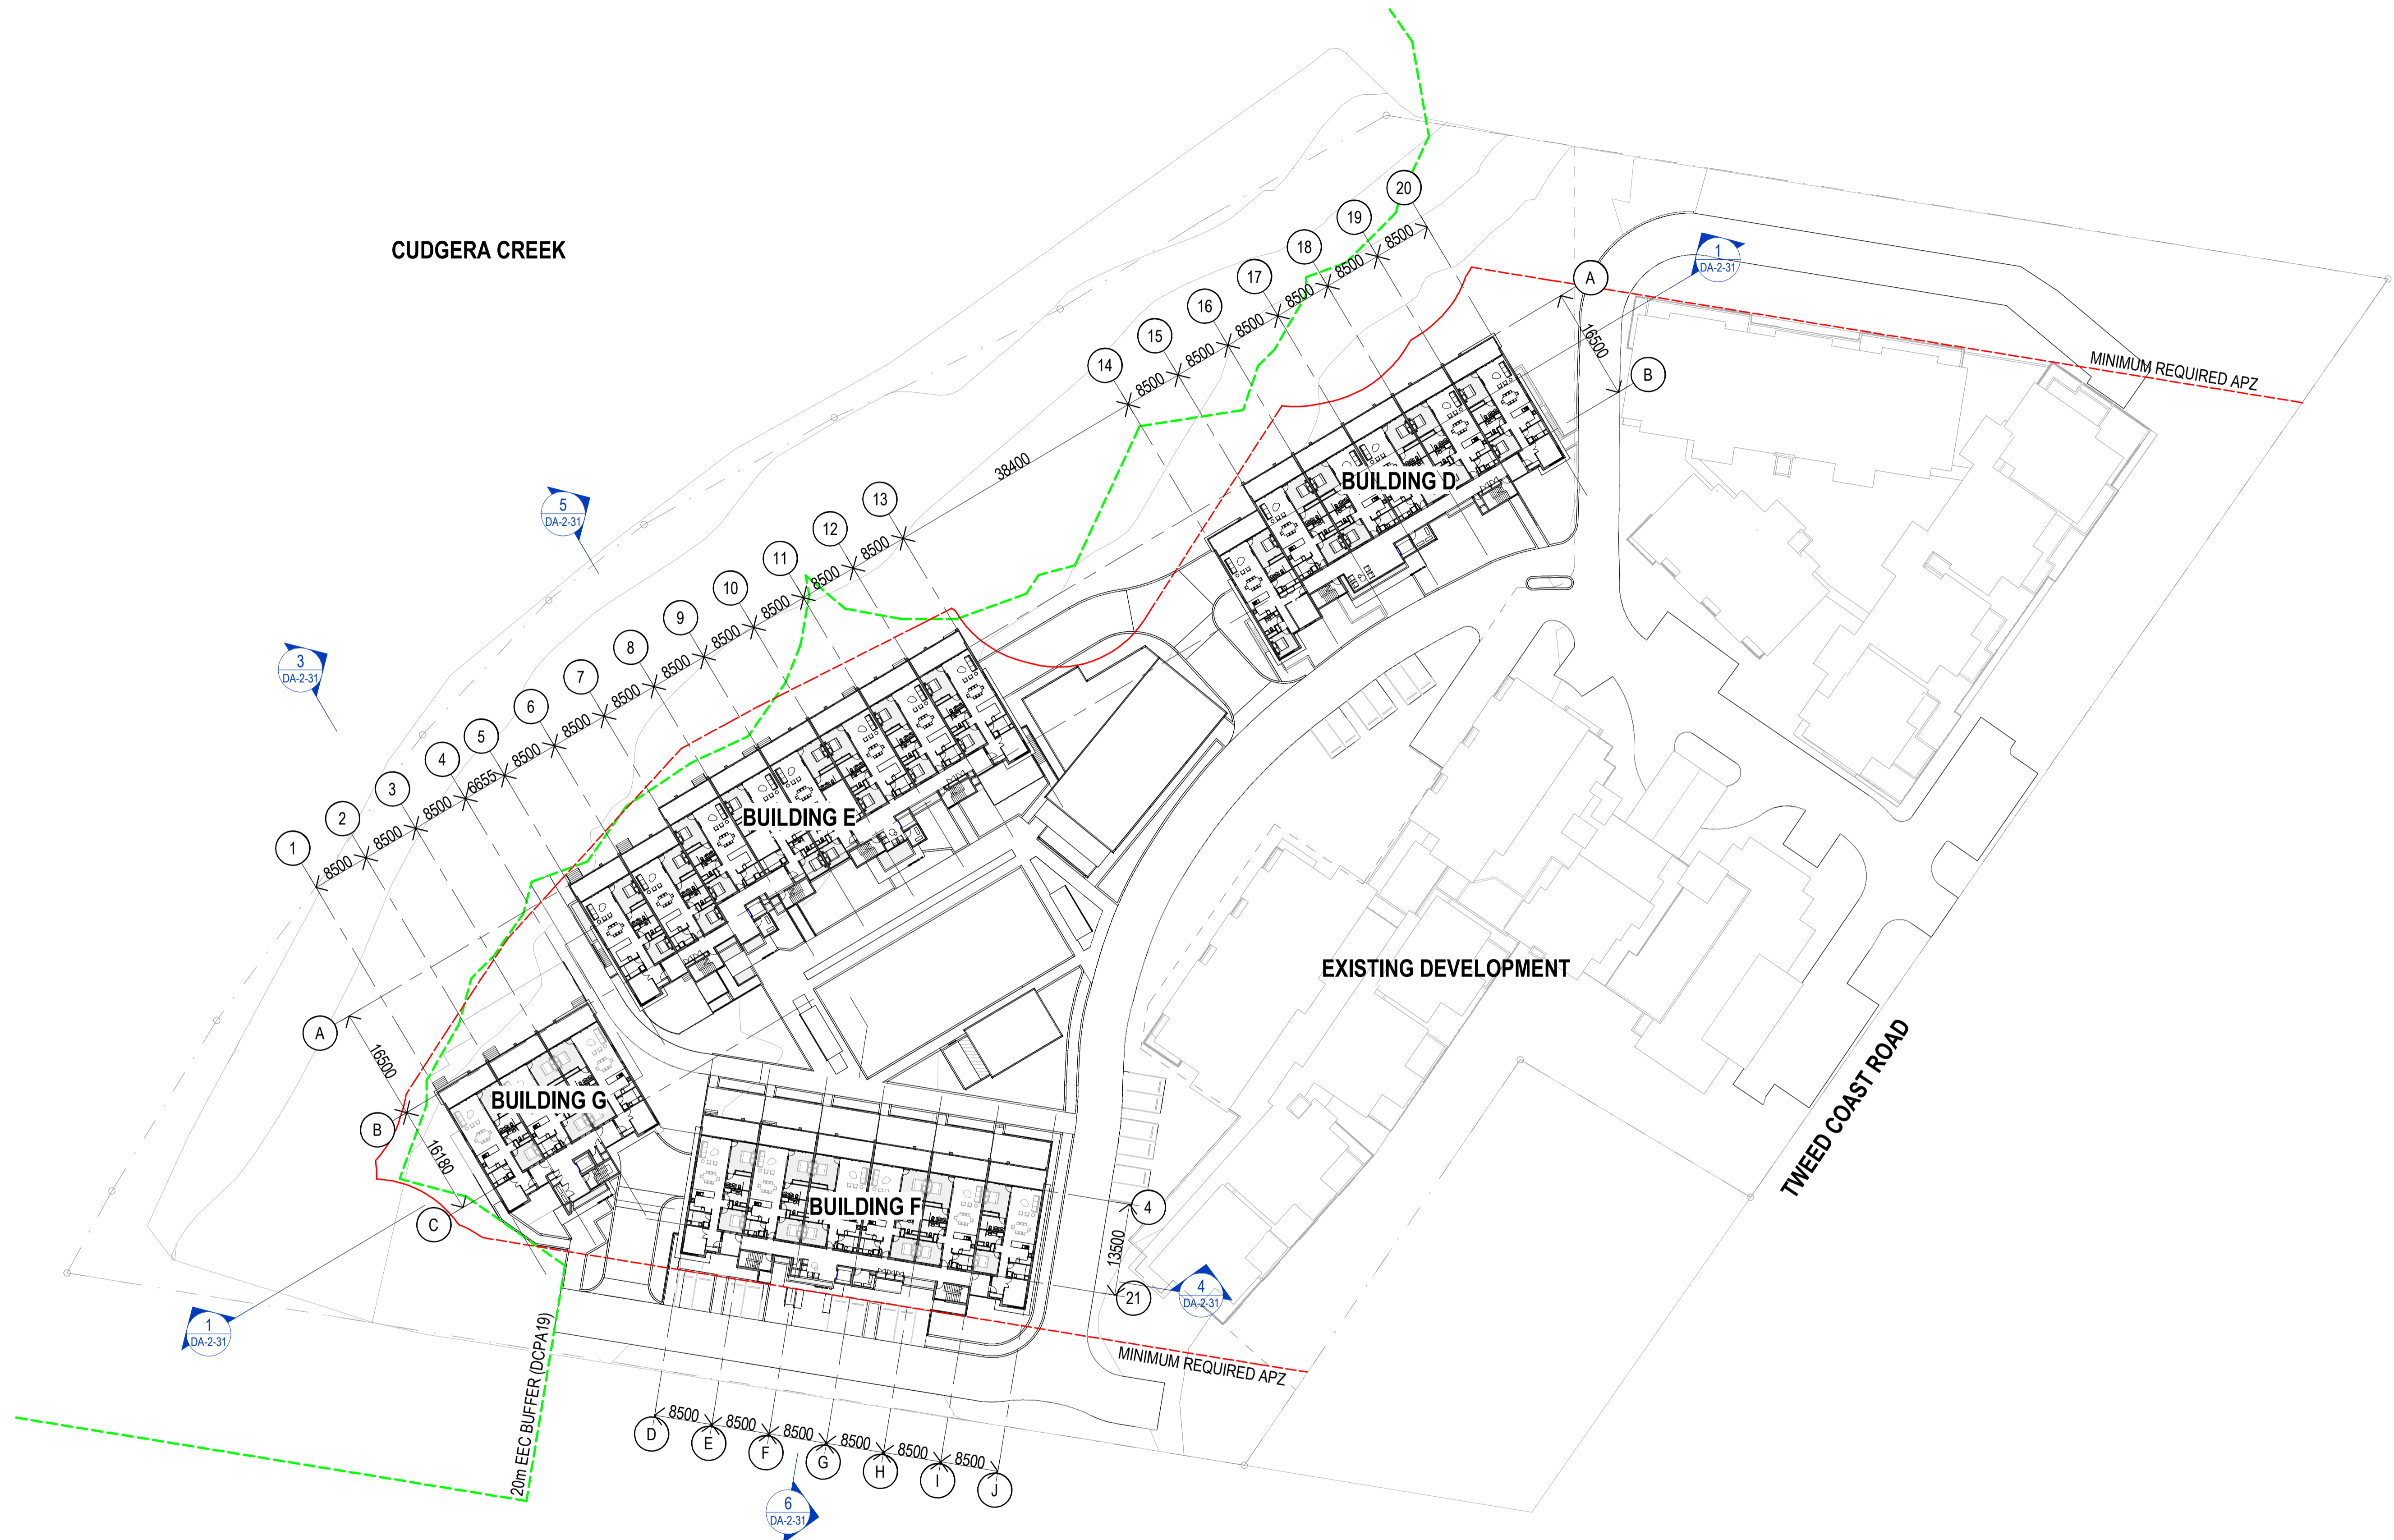 CUDGERA CREEK
20
19
18
17
16
15
14
8500
8500
8500
8500
8500
8500
A
16500
B
1
DA-2-31
MINIMUM REQUIRED APZ
38400
13
12
11
10
9
8
7
6
5
4
3
2
1
8500
8500
8500
8500
8500
8500
8500
8500
6655
8500
8500
8500
5
DA-2-31
3
DA-2-31
BUILDING D
BUILDING E
EXISTING DEVELOPMENT
TWEED COAST ROAD
A
16500
B
16180
C
BUILDING G
BUILDING F
4
13500
21
4
DA-2-31
1
DA-2-31
MINIMUM REQUIRED APZ
20m EEC BUFFER (DCPA19)
8500
8500
8500
8500
8500
8500
D
E
F
G
H
I
J
6
DA-2-31